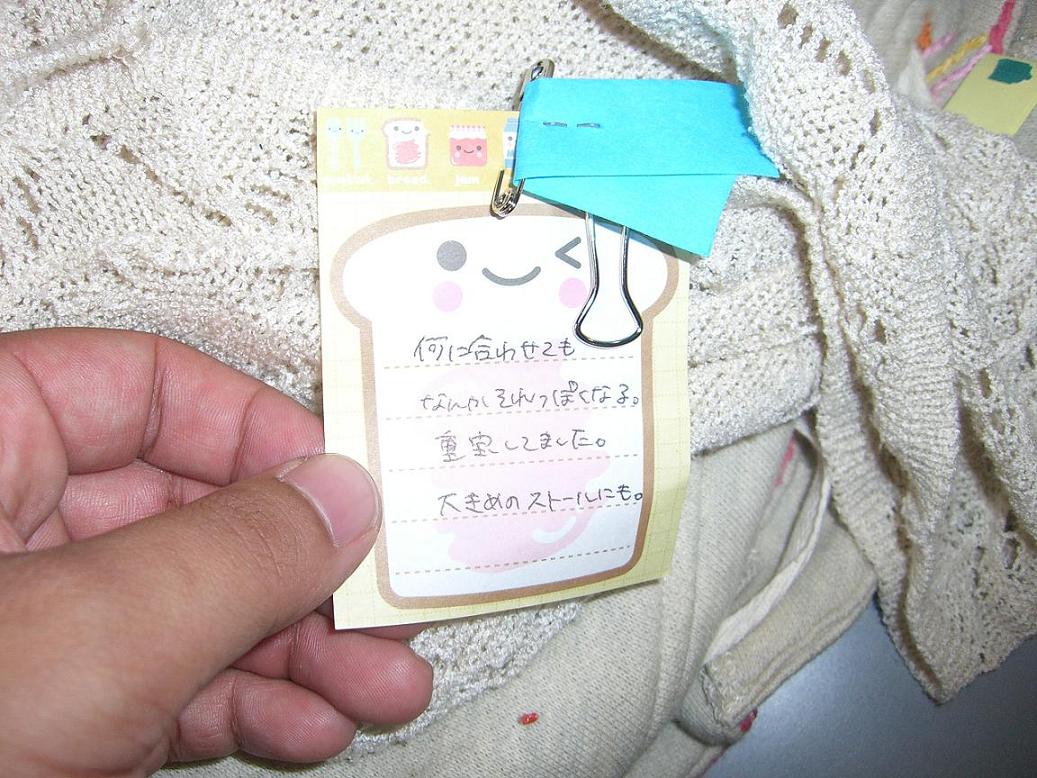 bread
jam
何に合わせても
なんかそれっぽくなる。
重宝してました。
大きめのストールにも。